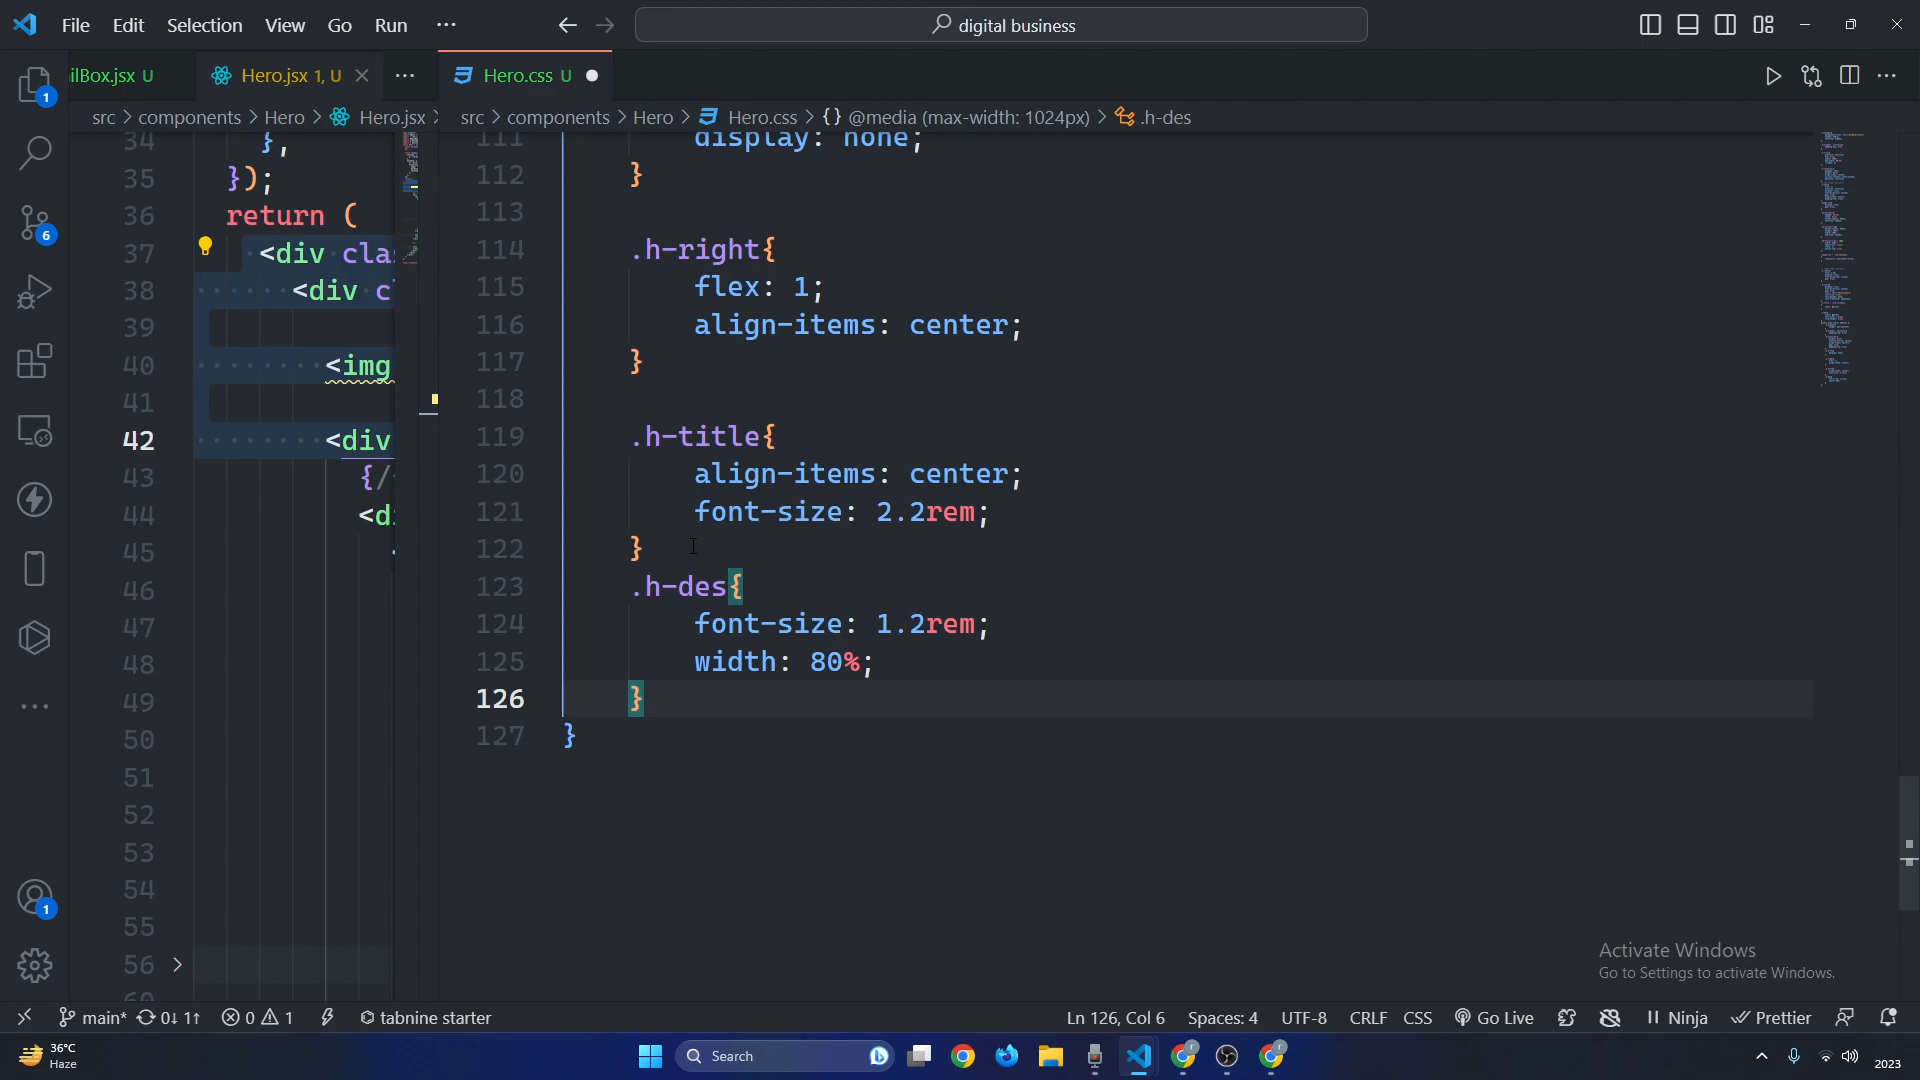 File Edit Selection View Go Run ··· digital business
ilBox.jsx U Hero.jsx 1, U ··· Hero.css U
src > components > Hero > Hero.jsx > src > components > Hero > Hero.css > {} @media (max-width: 1024px) > .h-des
34 },
35 });
36 return (
37 <div clas
38 <div cl
39
40 <img
41
42 <div
43 {/
44 <di
45
46
47
48
49
50
51
52
53
54
55
56
111 display: none;
112 }
113
114 .h-right{
115 flex: 1;
116 align-items: center;
117 }
118
119 .h-title{
120 align-items: center;
121 font-size: 2.2rem;
122 }
123 .h-des{
124 font-size: 1.2rem;
125 width: 80%;
126 }
127 }
1
6
1
Activate Windows
Go to Settings to activate Windows.
main* 0↓ 1↑ 0 1 tabnine starter Ln 126, Col 6 Spaces: 4 UTF-8 CRLF CSS Go Live Ninja Prettier
36°C
Haze
Search
2023